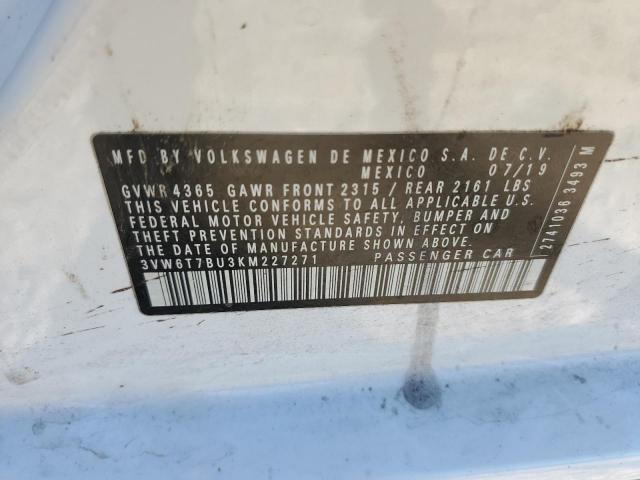 MFD BY VOLKSWAGEN DE MEXICO S.A. DE C.V.
MEXICO 07/19
GVWR 4365 GAWR FRONT 2315 / REAR 2161 LBS
THIS VEHICLE CONFORMS TO ALL APPLICABLE U.S.
FEDERAL MOTOR VEHICLE SAFETY, BUMPER AND
THEFT PREVENTION STANDARDS IN EFFECT ON
THE DATE OF MANUFACTURE SHOWN ABOVE.
3VW6T7BU3KM227271 PASSENGER CAR
2741036 3493 M